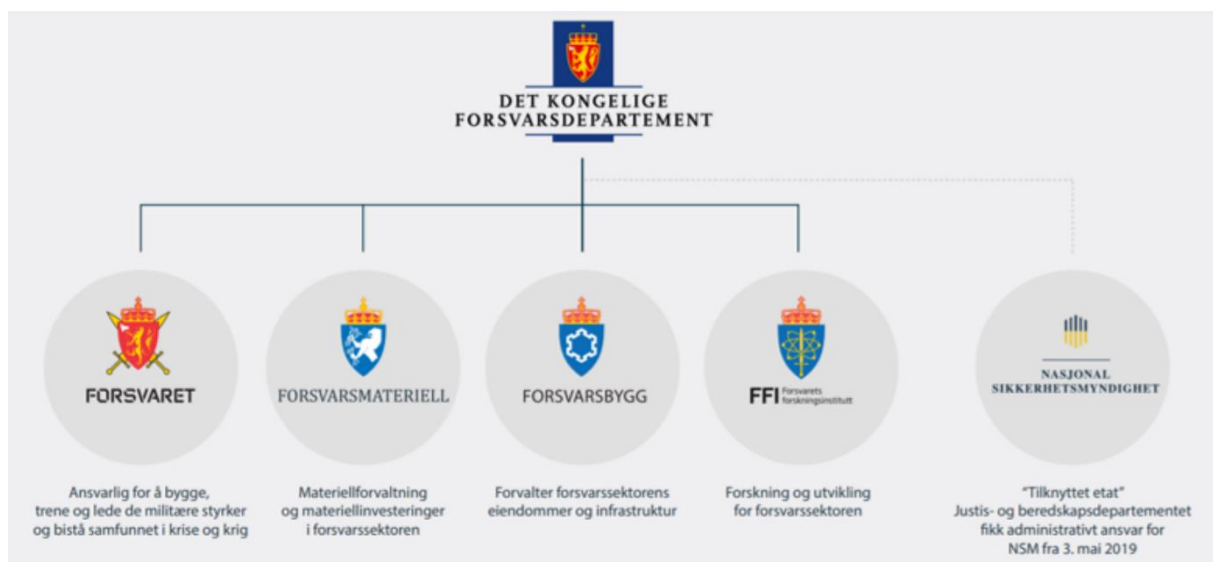 DET KONGELIGE
FORSVARSDEPARTEMENT
FORSVARET
Ansvarlig for å bygge,
trene og lede de militære styrker
og bistå samfunnet i krise og krig
FORSVARSMATERIELL
Materiellforvaltning
og materiellinvesteringer
i forsvarssektoren
FORSVARSBYGG
Forvalter forsvarssektorens
eiendommer og infrastruktur
FFI Forsvarets
forskningsinstitutt
Forskning og utvikling
for forsvarssektoren
NASJONAL
SIKKERHETSMYNDIGHET
“Tilknyttet etat”
Justis- og beredskapsdepartementet
fikk administrativt ansvar for
NSM fra 3. mai 2019